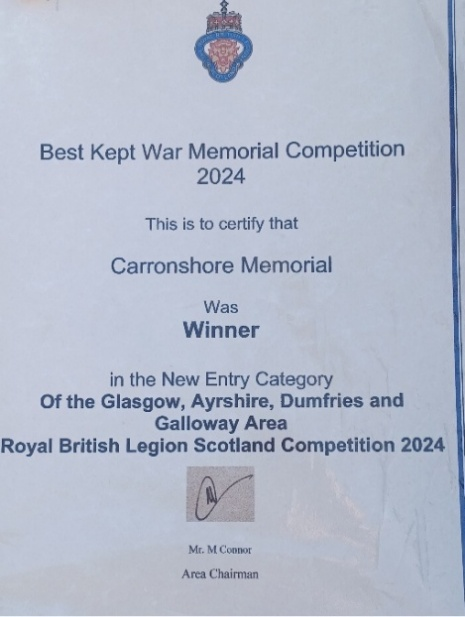 Best Kept War Memorial Competition
2024
This is to certify that
Carronshore Memorial
Was
Winner
in the New Entry Category
Of the Glasgow, Ayrshire, Dumfries and
Galloway Area
Royal British Legion Scotland Competition 2024
Mr. M Connor
Area Chairman